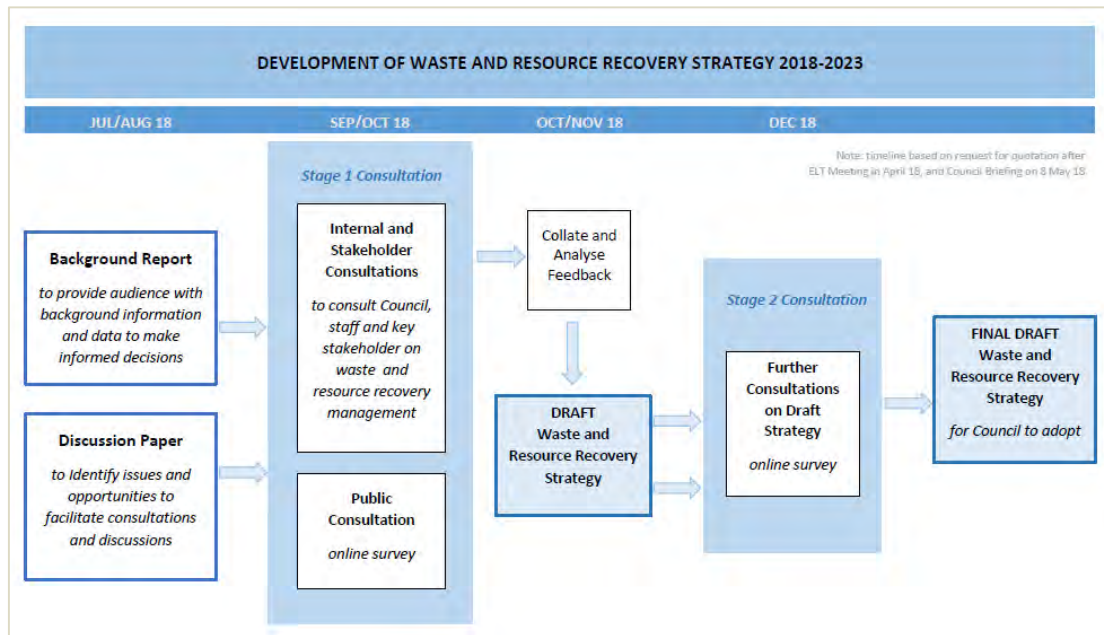 DEVELOPMENT OF WASTE AND RESOURCE RECOVERY STRATEGY 2018-2023
JUL/AUG 18
SEP/OCT 18
OCT/NOV 18
DEC 18
Note: timeline based on request for quotation after
ELT Meeting in April 18, and Council Briefing on 8 May 18
Background Report
to provide audience with
background information
and data to make
informed decisions
Discussion Paper
to Identify issues and
opportunities to
facilitate consultations
and discussions
Stage 1 Consultation
Internal and
Stakeholder
Consultations
to consult Council,
staff and key
stakeholder on
waste and
resource recovery
management
Public
Consultation
online survey
Collate and
Analyse
Feedback
DRAFT
Waste and
Resource Recovery
Strategy
Stage 2 Consultation
Further
Consultations
on Draft
Strategy
online survey
FINAL DRAFT
Waste and
Resource Recovery
Strategy
for Council to adopt